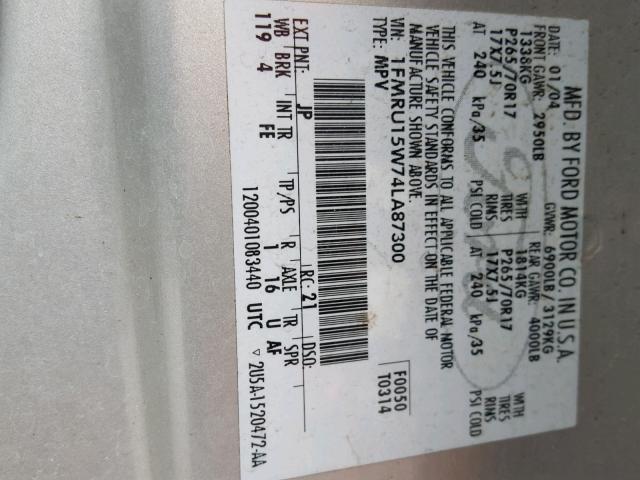 MFD. BY FORD MOTOR CO. IN U.S.A.
DATE: 01/04 GVWR: 6900LB / 3129KG
FRONT GAWR: 2950LB REAR GAWR: 4000LB
1338KG WITH 1814KG WITH
P265/70R17 TIRES P265/70R17 TIRES
17X7.5J RIMS 17X7.5J RIMS
AT 240 kPa/35 PSI COLD AT 240 kPa/35 PSI COLD
THIS VEHICLE CONFORMS TO ALL APPLICABLE FEDERAL MOTOR
VEHICLE SAFETY STANDARDS IN EFFECT ON THE DATE OF
MANUFACTURE SHOWN ABOVE.
VIN: 1FMRU15W74LA87300 F0050
TYPE: MPV T0314
EXT PNT: JP RC: 21 DSO:
WB BRK INT TR TP/PS R AXLE TR SPR
119 4 FE 1 16 U AF
1200401083440 UTC ▽ 2U5A-1520472-AA